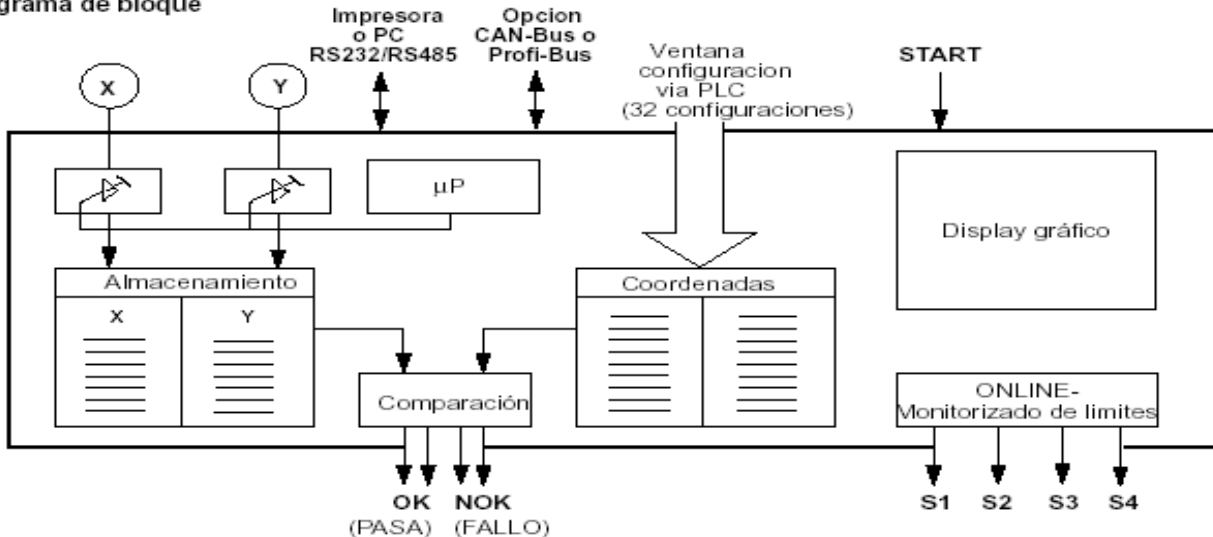 grama de bloque
Impresora
o PC
RS232/RS485
Opcion
CAN-Bus o
Profi-Bus
Ventana
configuracion
via PLC
(32 configuraciones)
START
X
Y
µP
Display gráfico
Almacenamiento
X
Y
Coordenadas
Comparación
ONLINE-
Monitorizado de limites
OK
(PASA)
NOK
(FALLO)
S1
S2
S3
S4